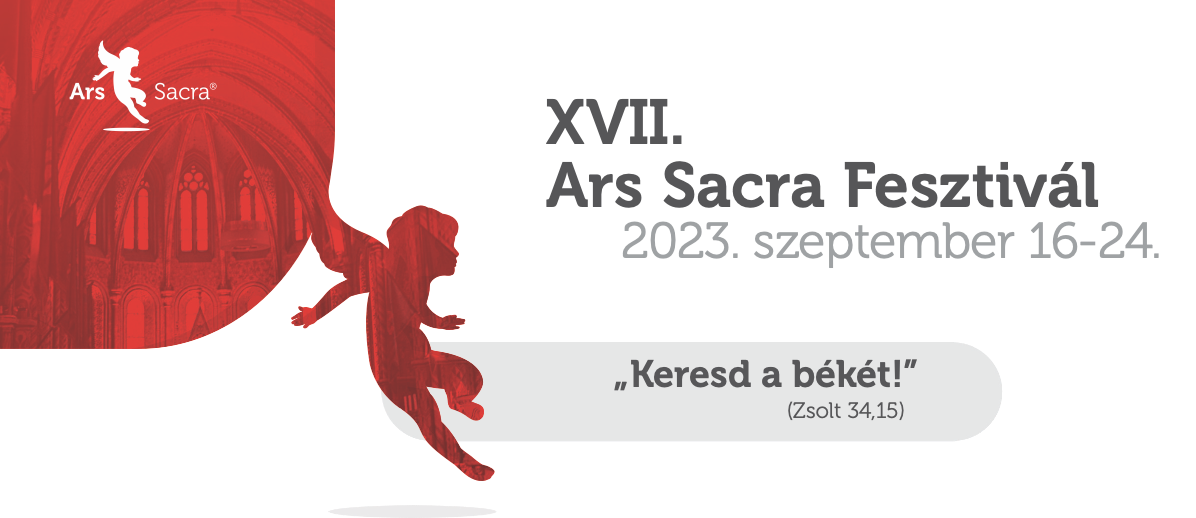 Ars Sacra®
XVII.
Ars Sacra Fesztivál
2023. szeptember 16-24.
„Keresd a békét!”
(Zsolt 34,15)